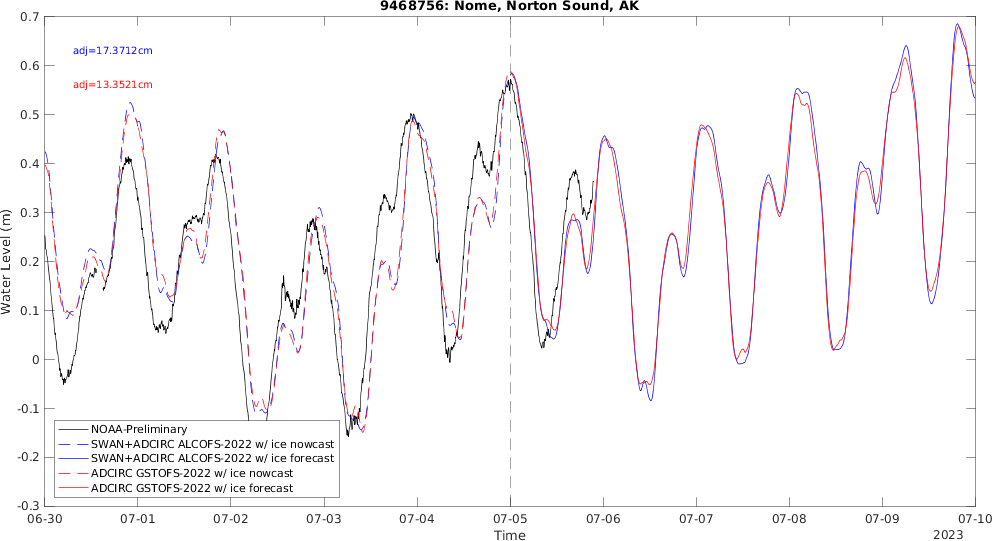 9468756: Nome, Norton Sound, AK
adj=17.3712cm
adj=13.3521cm
Water Level (m)
0.7
0.6
0.5
0.4
0.3
0.2
0.1
0
-0.1
-0.2
-0.3
NOAA-Preliminary
SWAN+ADCIRC ALCOFS-2022 w/ ice nowcast
SWAN+ADCIRC ALCOFS-2022 w/ ice forecast
ADCIRC GSTOFS-2022 w/ ice nowcast
ADCIRC GSTOFS-2022 w/ ice forecast
06-30 07-01 07-02 07-03 07-04 07-05 07-06 07-07 07-08 07-09 07-10
Time
2023